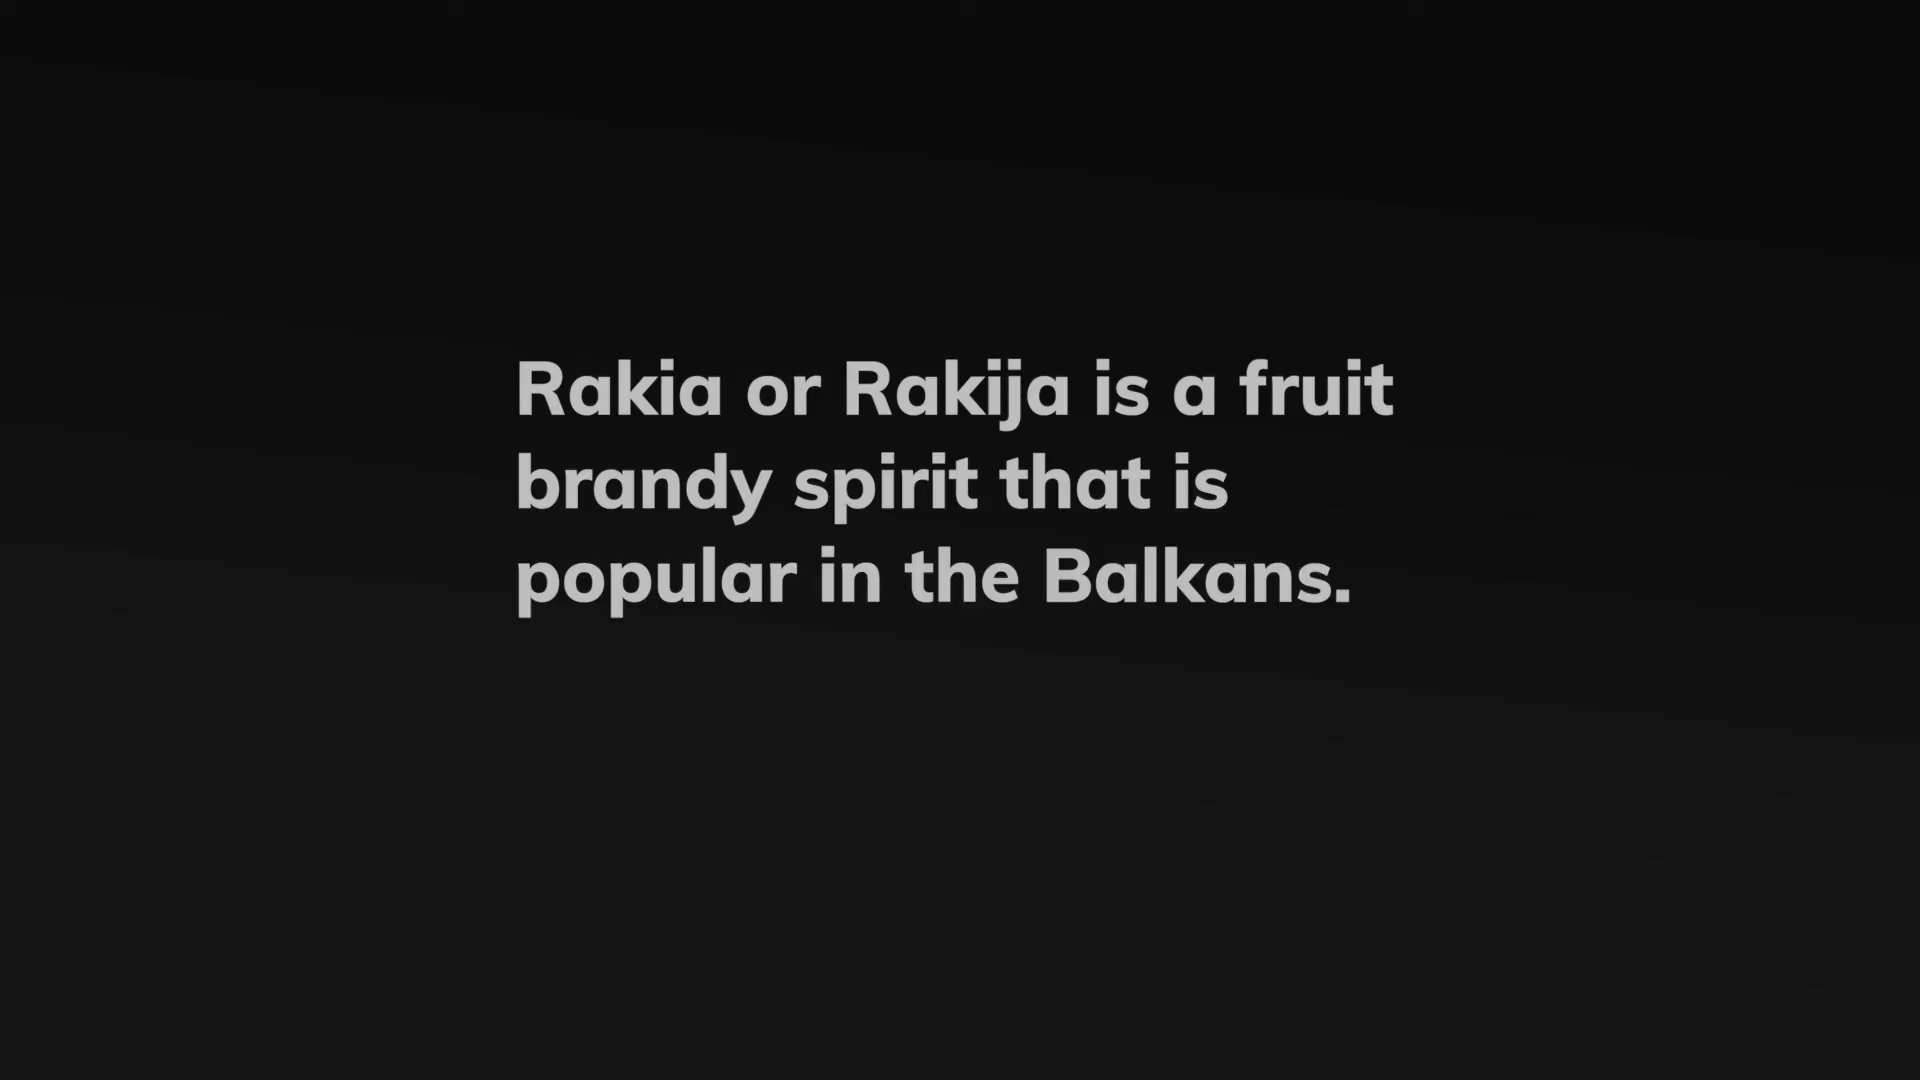 Rakia or Rakija is a fruit
brandy spirit that is
popular in the Balkans.